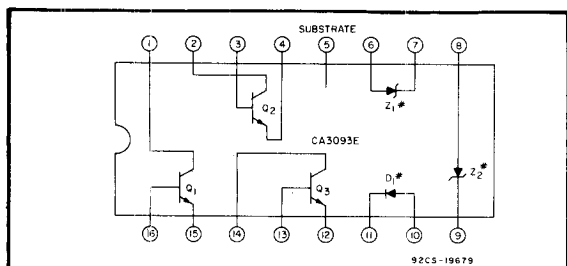 SUBSTRATE
1 2 3 4 5 6 7 8
Q2
Z1#
CA3093E
Q1
Q3
D1#
Z2#
16 15 14 13 12 11 10 9
92CS-19679